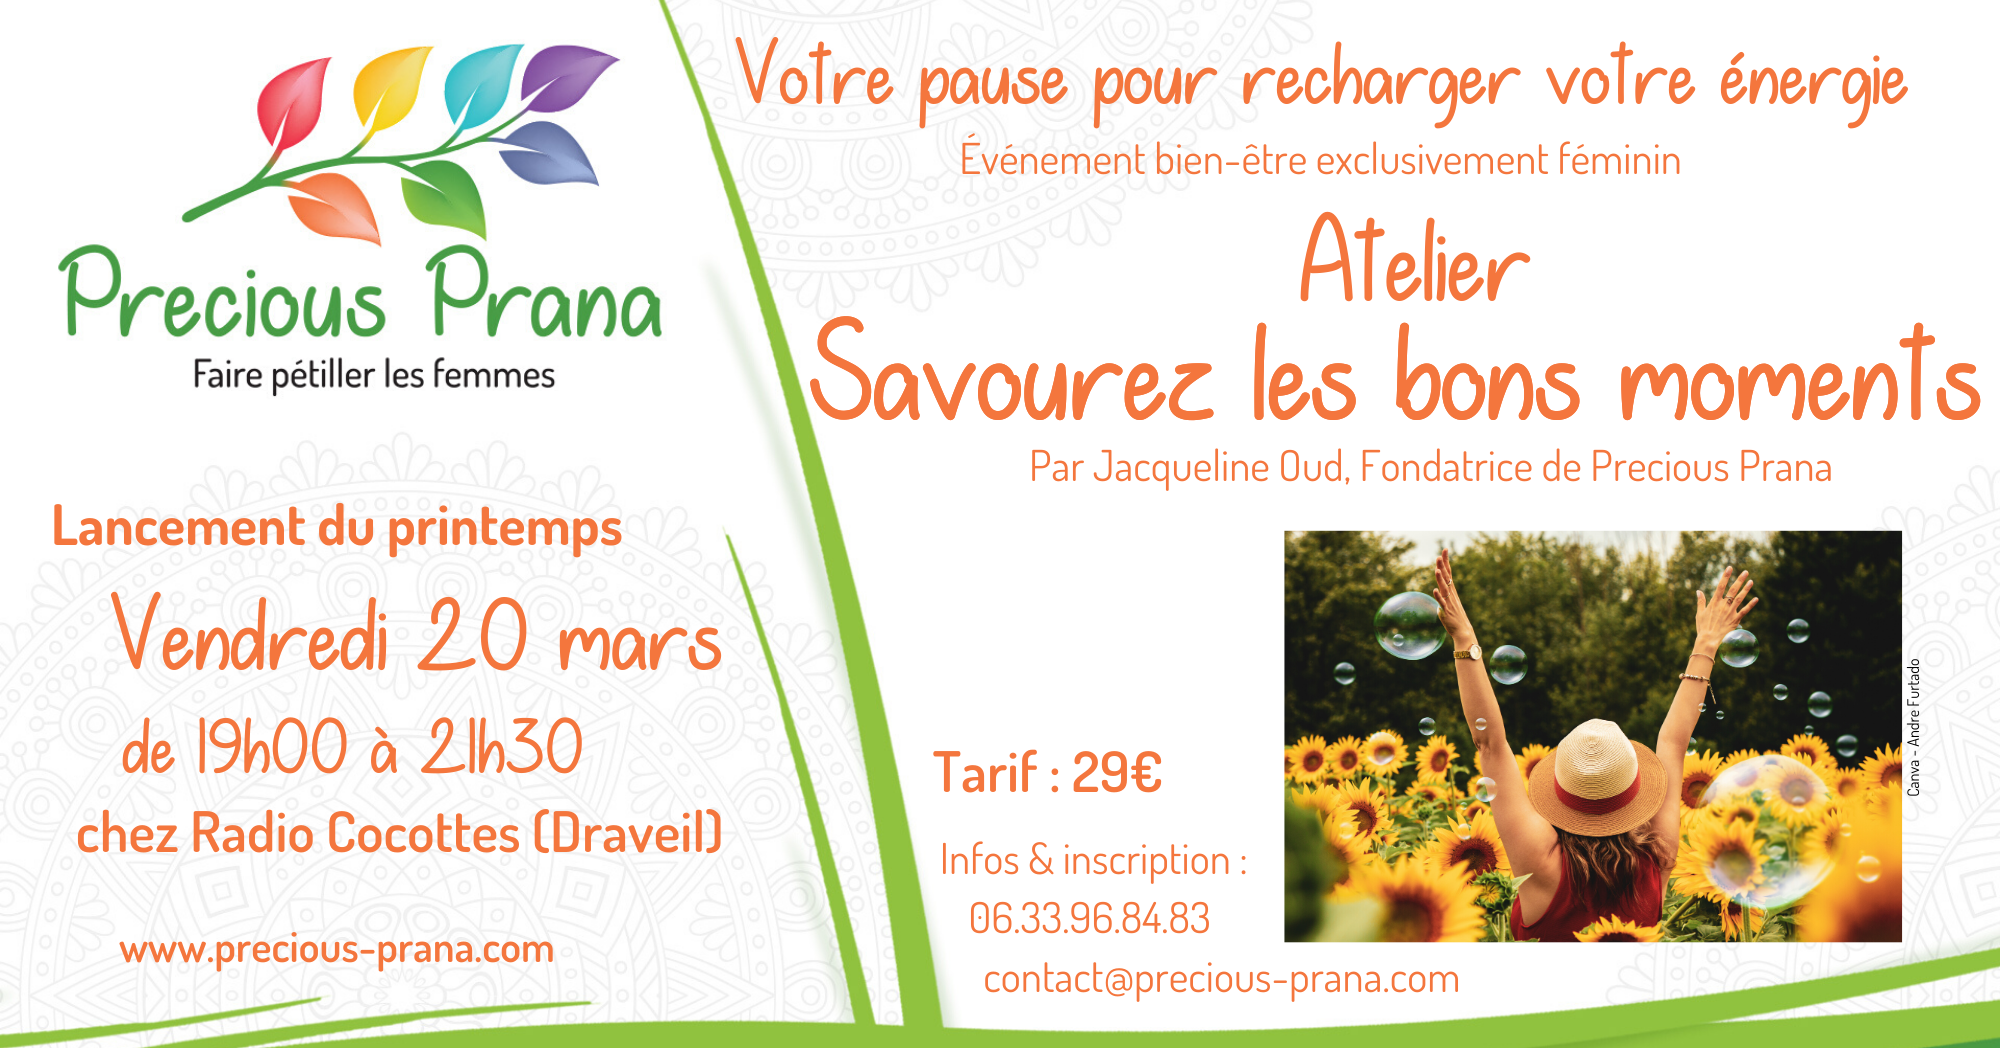 Precious Prana
Faire pétiller les femmes
Lancement du printemps
Vendredi 20 mars
de 19h00 à 21h30
chez Radio Cocottes (Draveil)
www.precious-prana.com
Votre pause pour recharger votre énergie
Événement bien-être exclusivement féminin
Atelier
Savourez les bons moments
Par Jacqueline Oud, Fondatrice de Precious Prana
Tarif : 29€
Infos & inscription :
06.33.96.84.83
contact@precious-prana.com
Canva - Andre Furtado